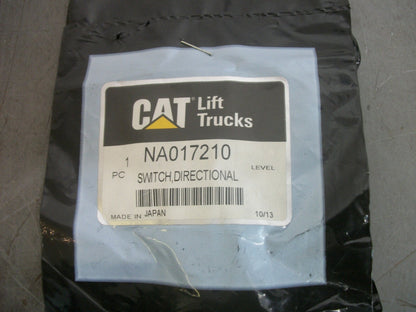 CAT Lift
Trucks
1 NA017210
PC SWITCH,DIRECTIONAL LEVEL
MADE IN JAPAN 10/13